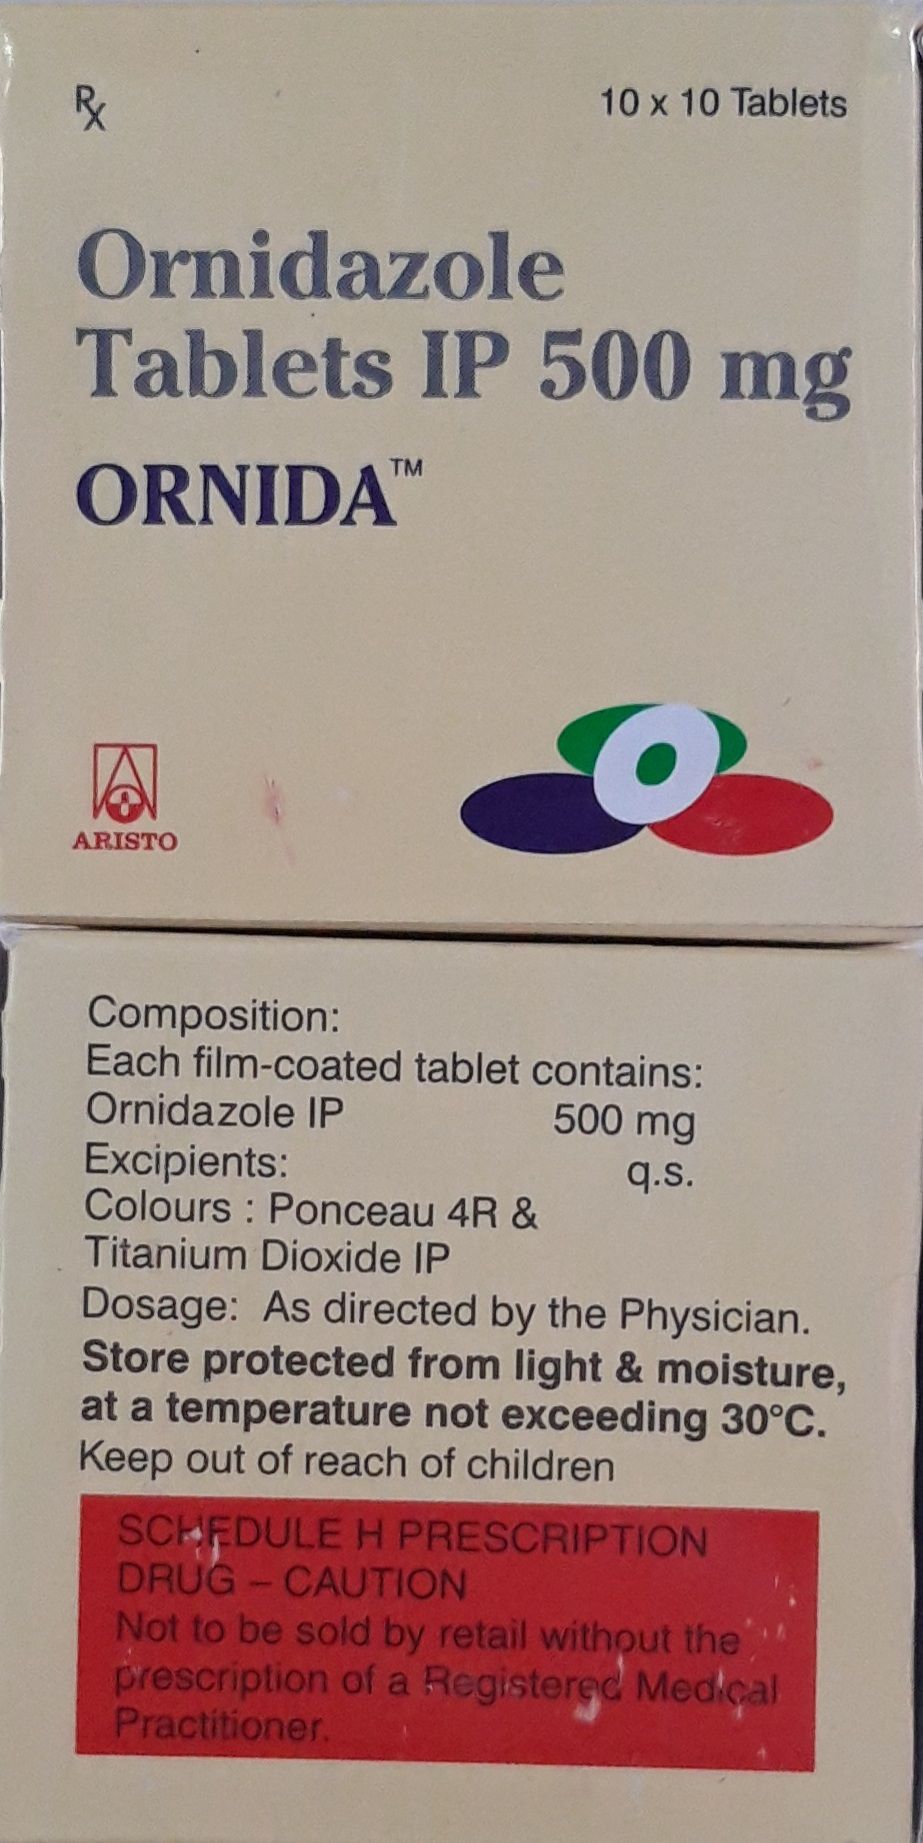 Rx
10 x 10 Tablets
Ornidazole
Tablets IP 500 mg
ORNIDA™
ARISTO
Composition:
Each film-coated tablet contains:
Ornidazole IP 500 mg
Excipients: q.s.
Colours : Ponceau 4R &
Titanium Dioxide IP
Dosage: As directed by the Physician.
Store protected from light & moisture,
at a temperature not exceeding 30°C.
Keep out of reach of children
SCHEDULE H PRESCRIPTION
DRUG – CAUTION
Not to be sold by retail without the
prescription of a Registered Medical
Practitioner.